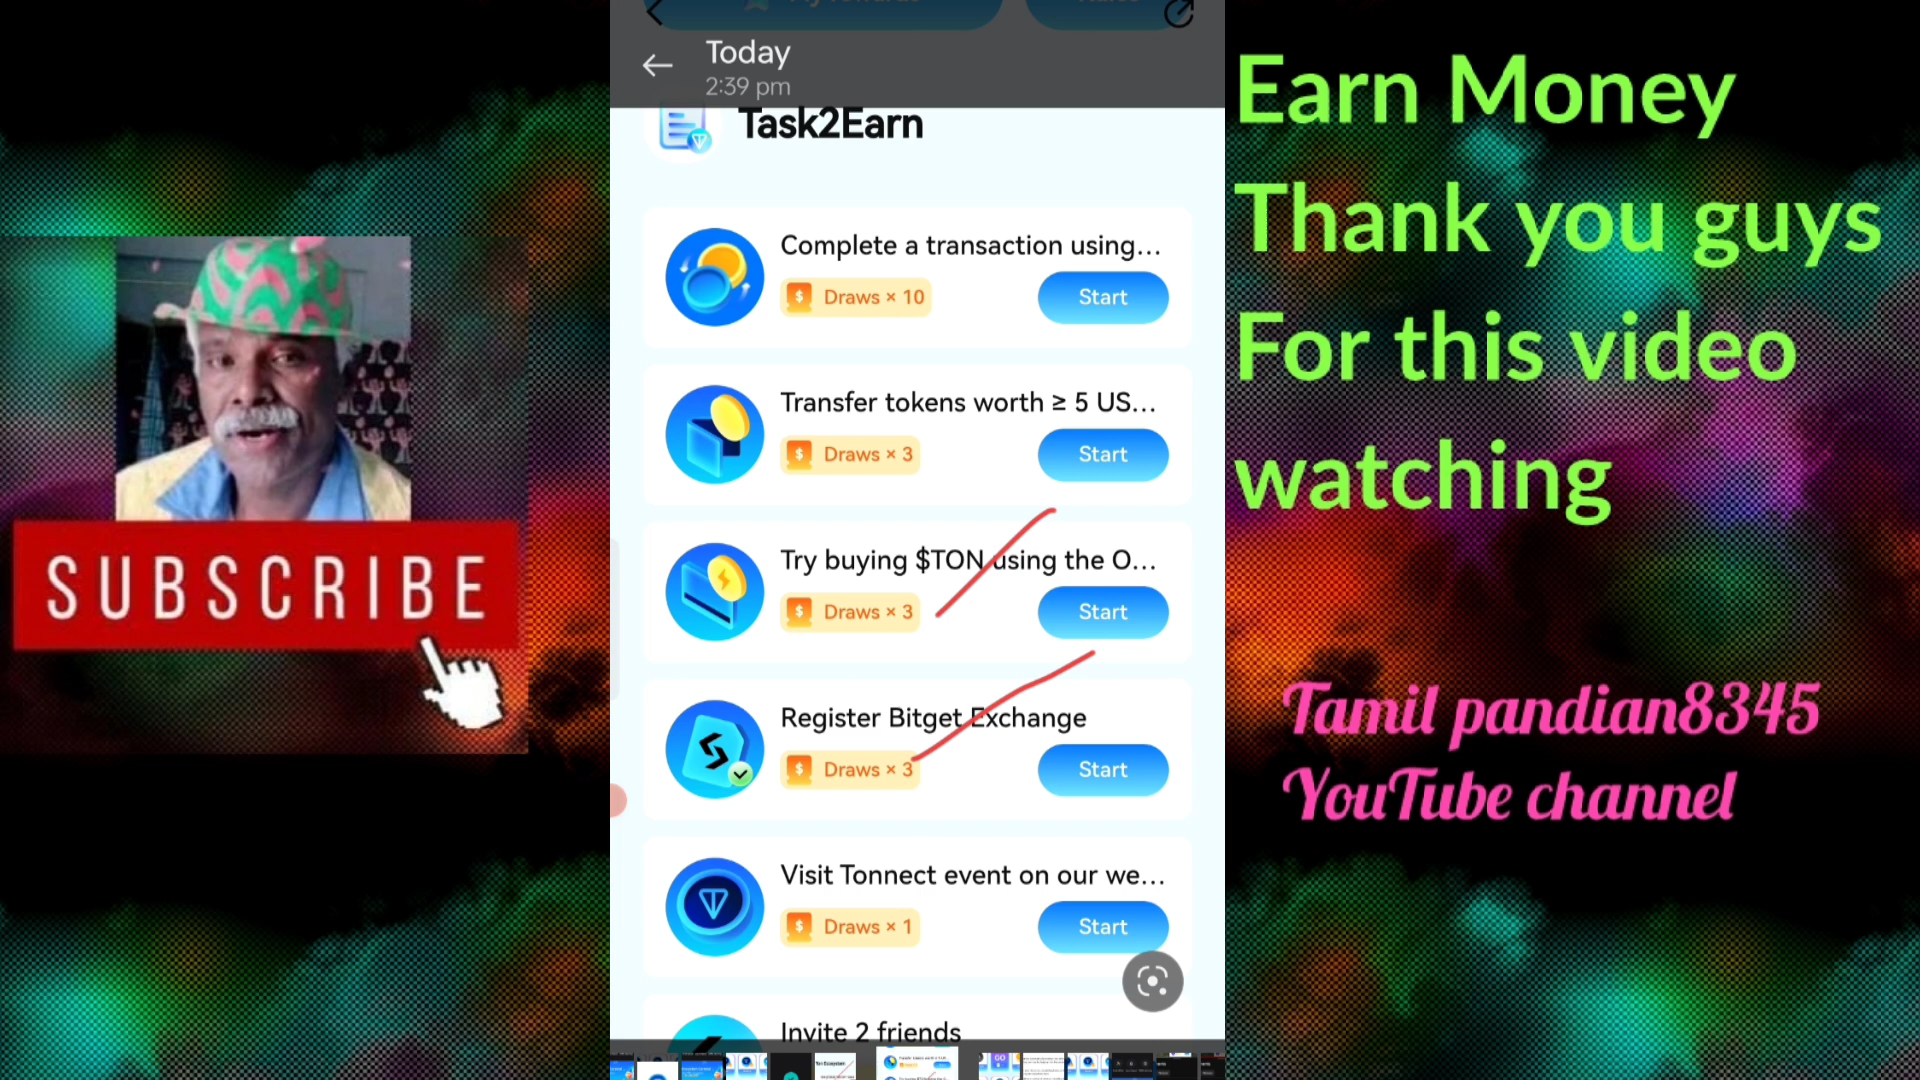 Today
2:39 pm
Task2Earn
Complete a transaction using...
Draws × 10
Start
Transfer tokens worth ≥ 5 US...
Draws × 3
Start
Try buying $TON using the O...
Draws × 3
Start
Register Bitget Exchange
Draws × 3
Start
Visit Tonnect event on our we...
Draws × 1
Start
Invite 2 friends
SUBSCRIBE
Earn Money
Thank you guys
For this video
watching
Tamil pandian8345
YouTube channel